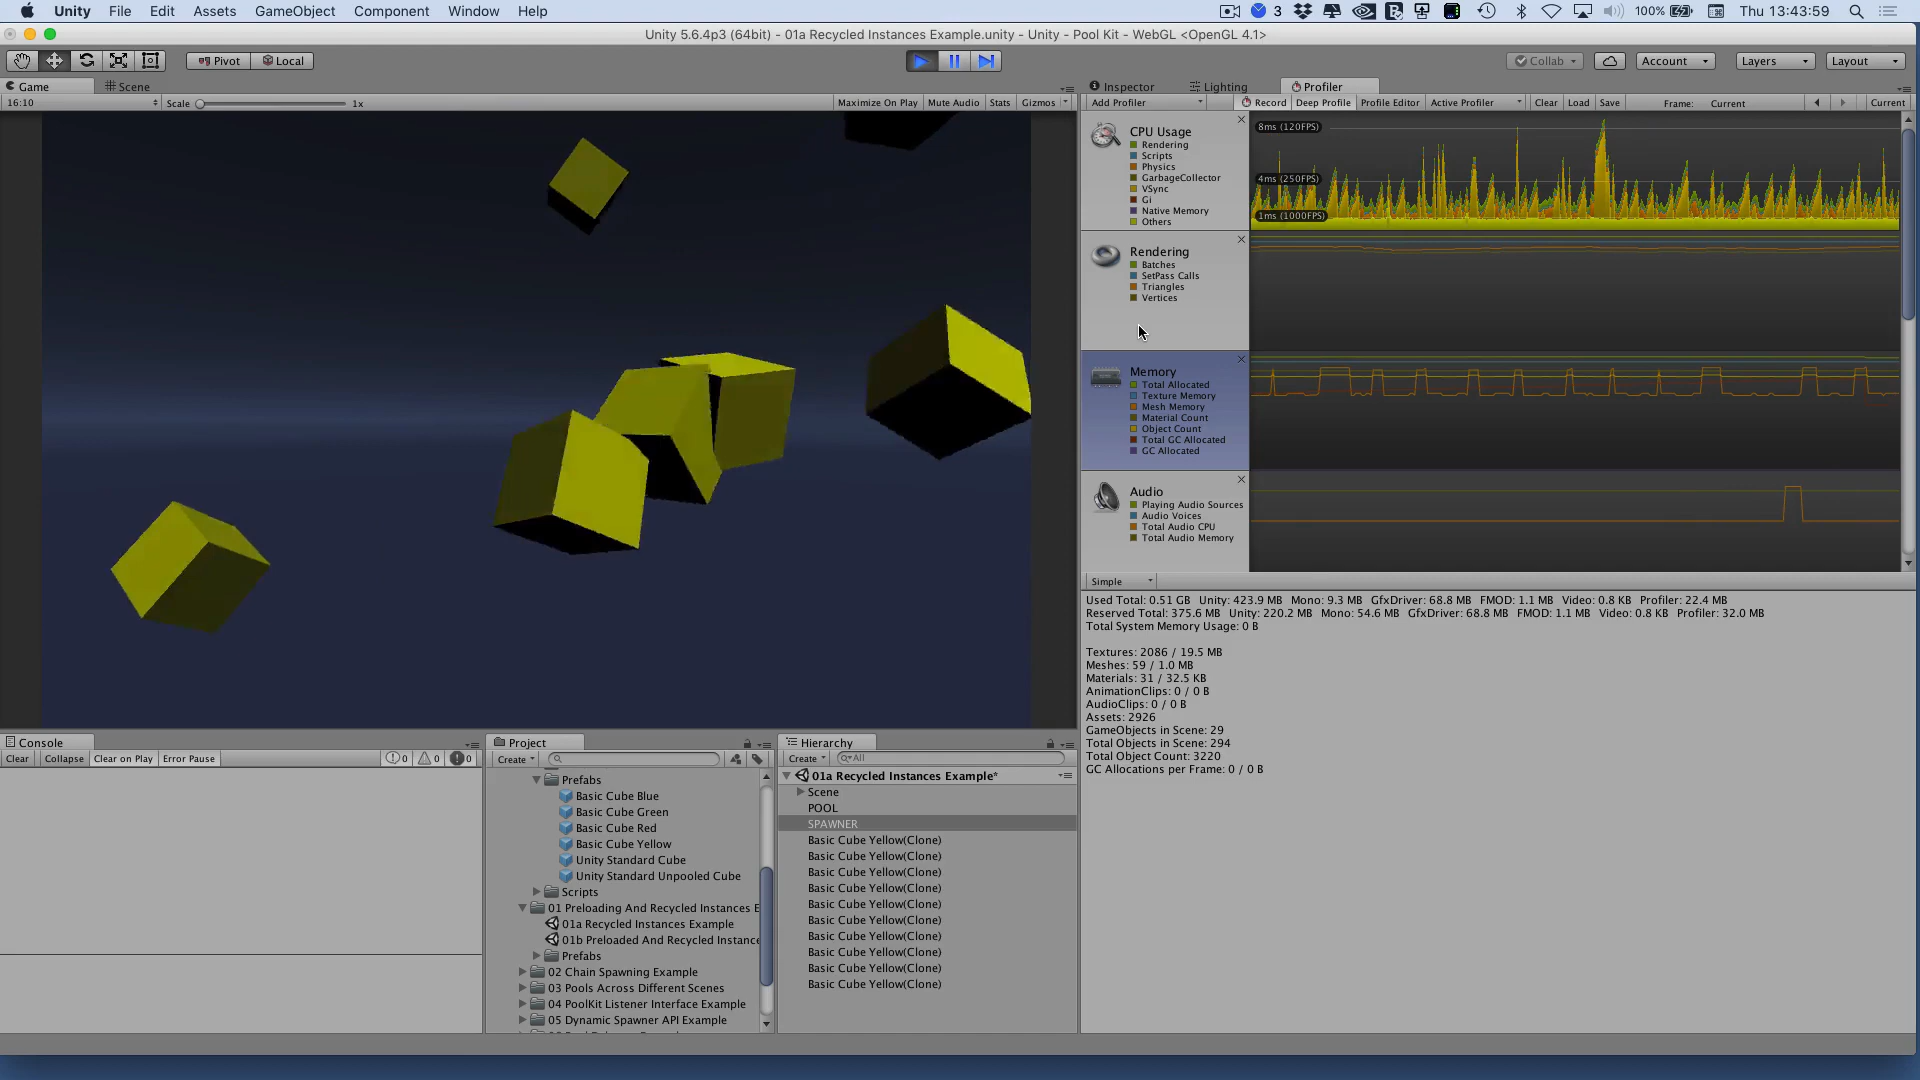 Unity File Edit Assets GameObject Component Window Help 3 100% Thu 13:43:59
Unity 5.6.4p3 (64bit) - 01a Recycled Instances Example.unity - Unity - Pool Kit - WebGL <OpenGL 4.1>
Pivot Local Collab Account Layers Layout
Game Scene
16:10 Scale 1x Maximize On Play Mute Audio Stats Gizmos
Inspector Lighting Profiler
Add Profiler Record Deep Profile Profile Editor Active Profiler Clear Load Save Frame: Current Current
CPU Usage
Rendering
Scripts
Physics
GarbageCollector
VSync
Gi
Native Memory
Others
8ms (120FPS)
4ms (250FPS)
1ms (1000FPS)
Rendering
Batches
SetPass Calls
Triangles
Vertices
Memory
Total Allocated
Texture Memory
Mesh Memory
Material Count
Object Count
Total GC Allocated
GC Allocated
Audio
Playing Audio Sources
Audio Voices
Total Audio CPU
Total Audio Memory
Simple
Used Total: 0.51 GB Unity: 423.9 MB Mono: 9.3 MB GfxDriver: 68.8 MB FMOD: 1.1 MB Video: 0.8 KB Profiler: 22.4 MB
Reserved Total: 375.6 MB Unity: 220.2 MB Mono: 54.6 MB GfxDriver: 68.8 MB FMOD: 1.1 MB Video: 0.8 KB Profiler: 32.0 MB
Total System Memory Usage: 0 B
Textures: 2086 / 19.5 MB
Meshes: 59 / 1.0 MB
Materials: 31 / 32.5 KB
AnimationClips: 0 / 0 B
AudioClips: 0 / 0 B
Assets: 2926
GameObjects in Scene: 29
Total Objects in Scene: 294
Total Object Count: 3220
GC Allocations per Frame: 0 / 0 B
Console
Clear Collapse Clear on Play Error Pause 0 0 0
Project
Create
Prefabs
Basic Cube Blue
Basic Cube Green
Basic Cube Red
Basic Cube Yellow
Unity Standard Cube
Unity Standard Unpooled Cube
Scripts
01 Preloading And Recycled Instances E
01a Recycled Instances Example
01b Preloaded And Recycled Instance
Prefabs
02 Chain Spawning Example
03 Pools Across Different Scenes
04 PoolKit Listener Interface Example
05 Dynamic Spawner API Example
Hierarchy
Create All
01a Recycled Instances Example*
Scene
POOL
SPAWNER
Basic Cube Yellow(Clone)
Basic Cube Yellow(Clone)
Basic Cube Yellow(Clone)
Basic Cube Yellow(Clone)
Basic Cube Yellow(Clone)
Basic Cube Yellow(Clone)
Basic Cube Yellow(Clone)
Basic Cube Yellow(Clone)
Basic Cube Yellow(Clone)
Basic Cube Yellow(Clone)